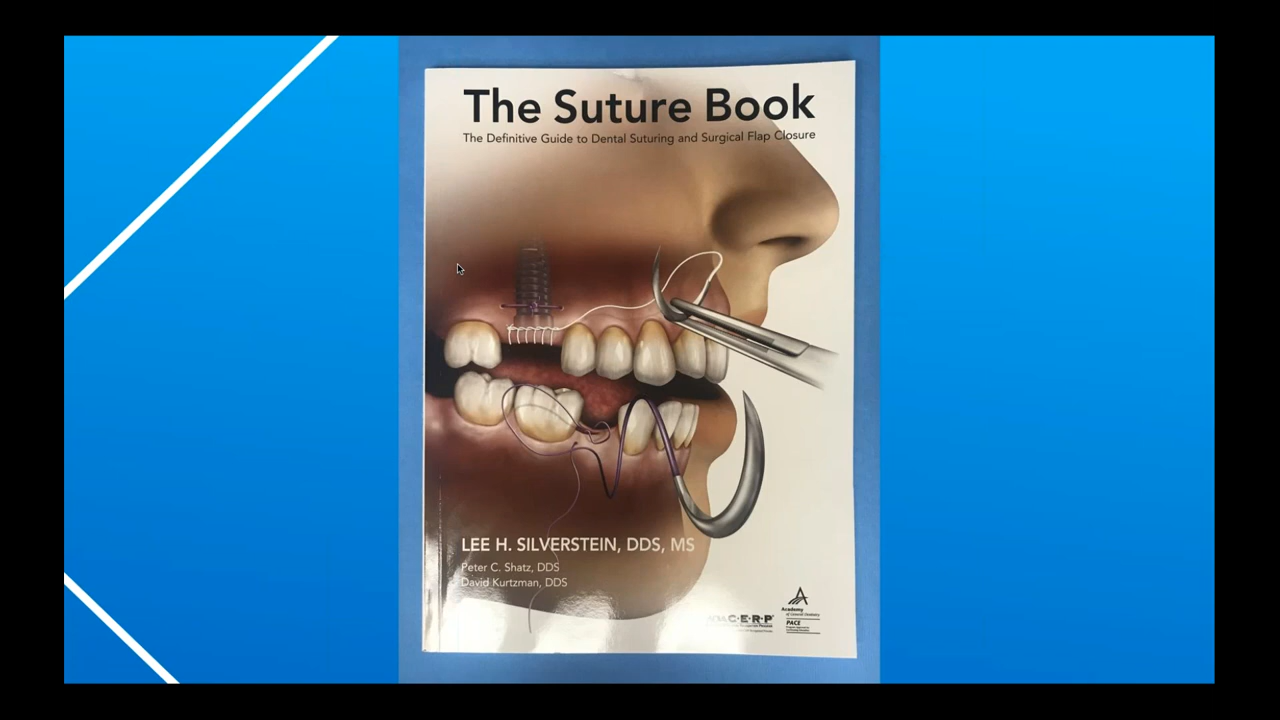 The Suture Book
The Definitive Guide to Dental Suturing and Surgical Flap Closure
LEE H. SILVERSTEIN, DDS, MS
Peter C. Shatz, DDS
David Kurtzman, DDS
C·E·R·P
Academy
of General Dentistry
PACE